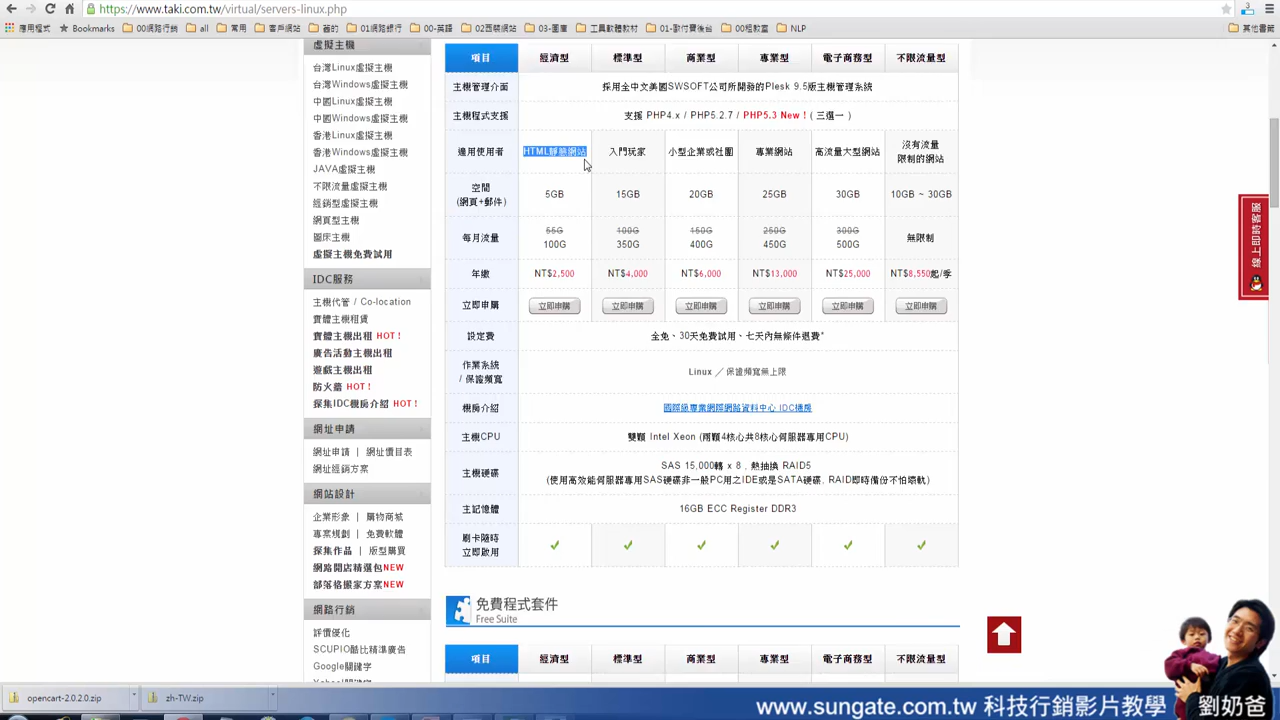 https://www.taki.com.tw/virtual/servers-linux.php
應用程式 Bookmarks 00網路行銷 all 常用 客戶網站 舊的 01網路銀行 00-英語 02西裝網站 03-圖庫 工具軟體教材 01-歐付費後台 00租教室 NLP 其他書籤
虛擬主機
台灣Linux虛擬主機
台灣Windows虛擬主機
中國Linux虛擬主機
中國Windows虛擬主機
香港Linux虛擬主機
香港Windows虛擬主機
JAVA虛擬主機
不限流量虛擬主機
經銷型虛擬主機
網頁型主機
圖床主機
虛擬主機免費試用
IDC服務
主機代管 / Co-location
實體主機租賃
實體主機出租 HOT!
廣告活動主機出租
遊戲主機出租
防火牆 HOT!
探集IDC機房介紹 HOT!
網址申請
網址申請 | 網址價目表
網址經銷方案
網站設計
企業形象 | 購物商城
專案規劃 | 免費軟體
探集作品 | 版型購買
網路開店精選包NEW
部落格搬家方案NEW
網路行銷
評價優化
SCUPIO酷比精準廣告
Google關鍵字
Yahoo!關鍵字
項目 經濟型 標準型 商業型 專業型 電子商務型 不限流量型
主機管理介面 採用全中文美國SWSOFT公司所開發的Plesk 9.5版主機管理系統
主機程式支援 支援 PHP4.x / PHP5.2.7 / PHP5.3 New ! ( 三選一 )
適用使用者 HTML靜態網站 入門玩家 小型企業或社團 專業網站 高流量大型網站 沒有流量
限制的網站
空間
(網頁+郵件) 5GB 15GB 20GB 25GB 30GB 10GB ~ 30GB
每月流量 55G 100G 150G 250G 300G 無限制
100G 350G 400G 450G 500G
年繳 NT$2,500 NT$4,000 NT$6,000 NT$13,000 NT$25,000 NT$8,550起/季
立即申購 立即申購 立即申購 立即申購 立即申購 立即申購 立即申購
設定費 全免、30天免費試用、七天內無條件退費*
作業系統
/ 保證頻寬 Linux ／保證頻寬無上限
機房介紹 國際級專業網際網路資料中心 IDC機房
主機CPU 雙顆 Intel Xeon (兩顆4核心共8核心伺服器專用CPU)
主機硬碟 SAS 15,000轉 x 8 , 熱抽換 RAID5
(使用高效能伺服器專用SAS硬碟非一般PC用之IDE或是SATA硬碟, RAID即時備份不怕壞軌)
主記憶體 16GB ECC Register DDR3
刷卡隨時
立即啟用
免費程式套件
Free Suite
項目 經濟型 標準型 商業型 專業型 電子商務型 不限流量型
線上即時客服
opencart-2.0.2.0.zip zh-TW.zip
www.sungate.com.tw 科技行銷影片教學 劉奶爸